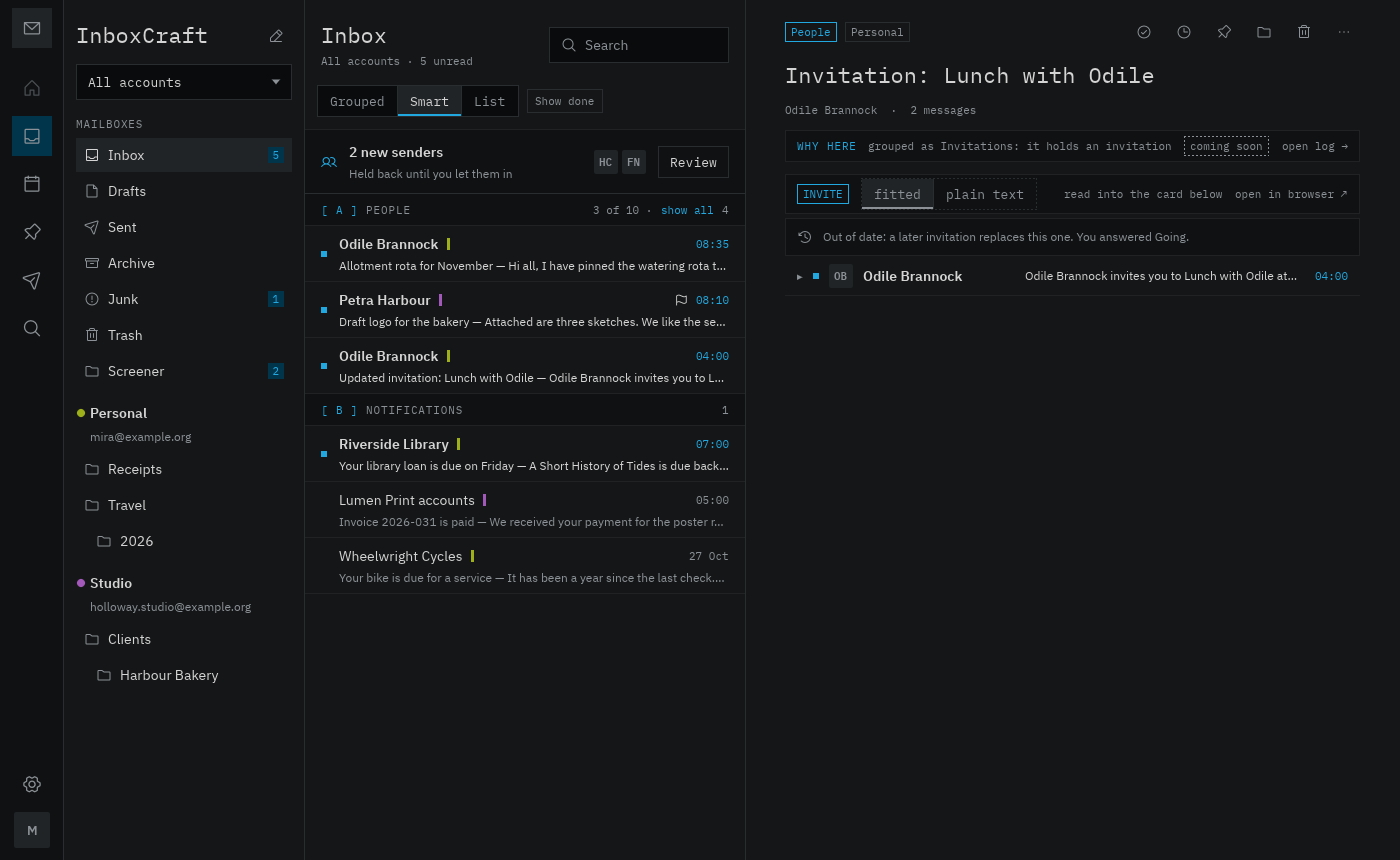 InboxCraft
All accounts
MAILBOXES
Inbox 5
Drafts
Sent
Archive
Junk 1
Trash
Screener 2
Personal
mira@example.org
Receipts
Travel
2026
Studio
holloway.studio@example.org
Clients
Harbour Bakery
M
Inbox
All accounts · 5 unread
Search
Grouped Smart List Show done
2 new senders
Held back until you let them in
HC FN Review
[ A ] PEOPLE 3 of 10 · show all 4
Odile Brannock 08:35
Allotment rota for November — Hi all, I have pinned the watering rota t…
Petra Harbour 08:10
Draft logo for the bakery — Attached are three sketches. We like the se…
Odile Brannock 04:00
Updated invitation: Lunch with Odile — Odile Brannock invites you to L…
[ B ] NOTIFICATIONS 1
Riverside Library 07:00
Your library loan is due on Friday — A Short History of Tides is due back…
Lumen Print accounts 05:00
Invoice 2026-031 is paid — We received your payment for the poster r…
Wheelwright Cycles 27 Oct
Your bike is due for a service — It has been a year since the last check.…
People Personal
Invitation: Lunch with Odile
Odile Brannock · 2 messages
WHY HERE grouped as Invitations: it holds an invitation coming soon open log →
INVITE fitted plain text read into the card below open in browser ↗
Out of date: a later invitation replaces this one. You answered Going.
▸ OB Odile Brannock Odile Brannock invites you to Lunch with Odile at… 04:00